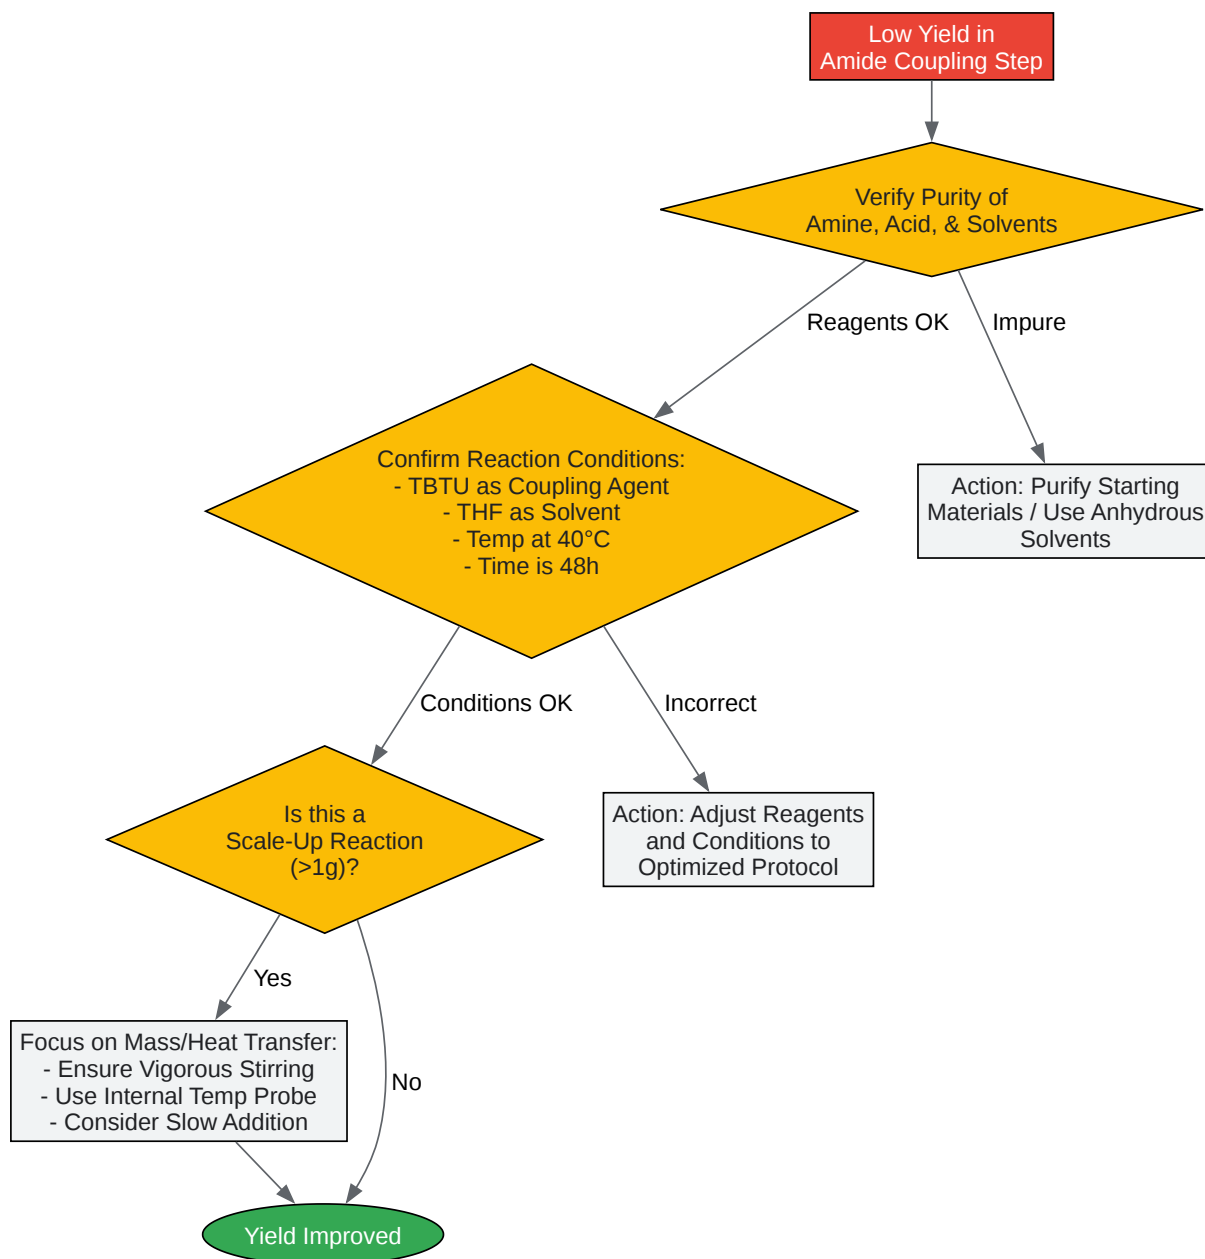 Low Yield in
Amide Coupling Step
Verify Purity of
Amine, Acid, & Solvents
Reagents OK
Impure
Confirm Reaction Conditions:
- TBTU as Coupling Agent
- THF as Solvent
- Temp at 40°C
- Time is 48h
Action: Purify Starting
Materials / Use Anhydrous
Solvents
Conditions OK
Incorrect
Is this a
Scale-Up Reaction
(>1g)?
Action: Adjust Reagents
and Conditions to
Optimized Protocol
Yes
Focus on Mass/Heat Transfer:
- Ensure Vigorous Stirring
- Use Internal Temp Probe
- Consider Slow Addition
No
Yield Improved